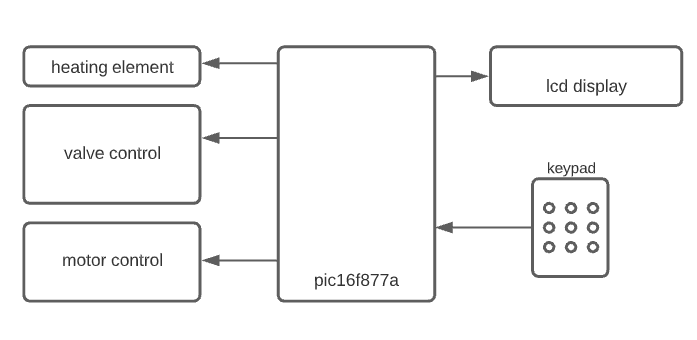 heating element
valve control
motor control
pic16f877a
lcd display
keypad